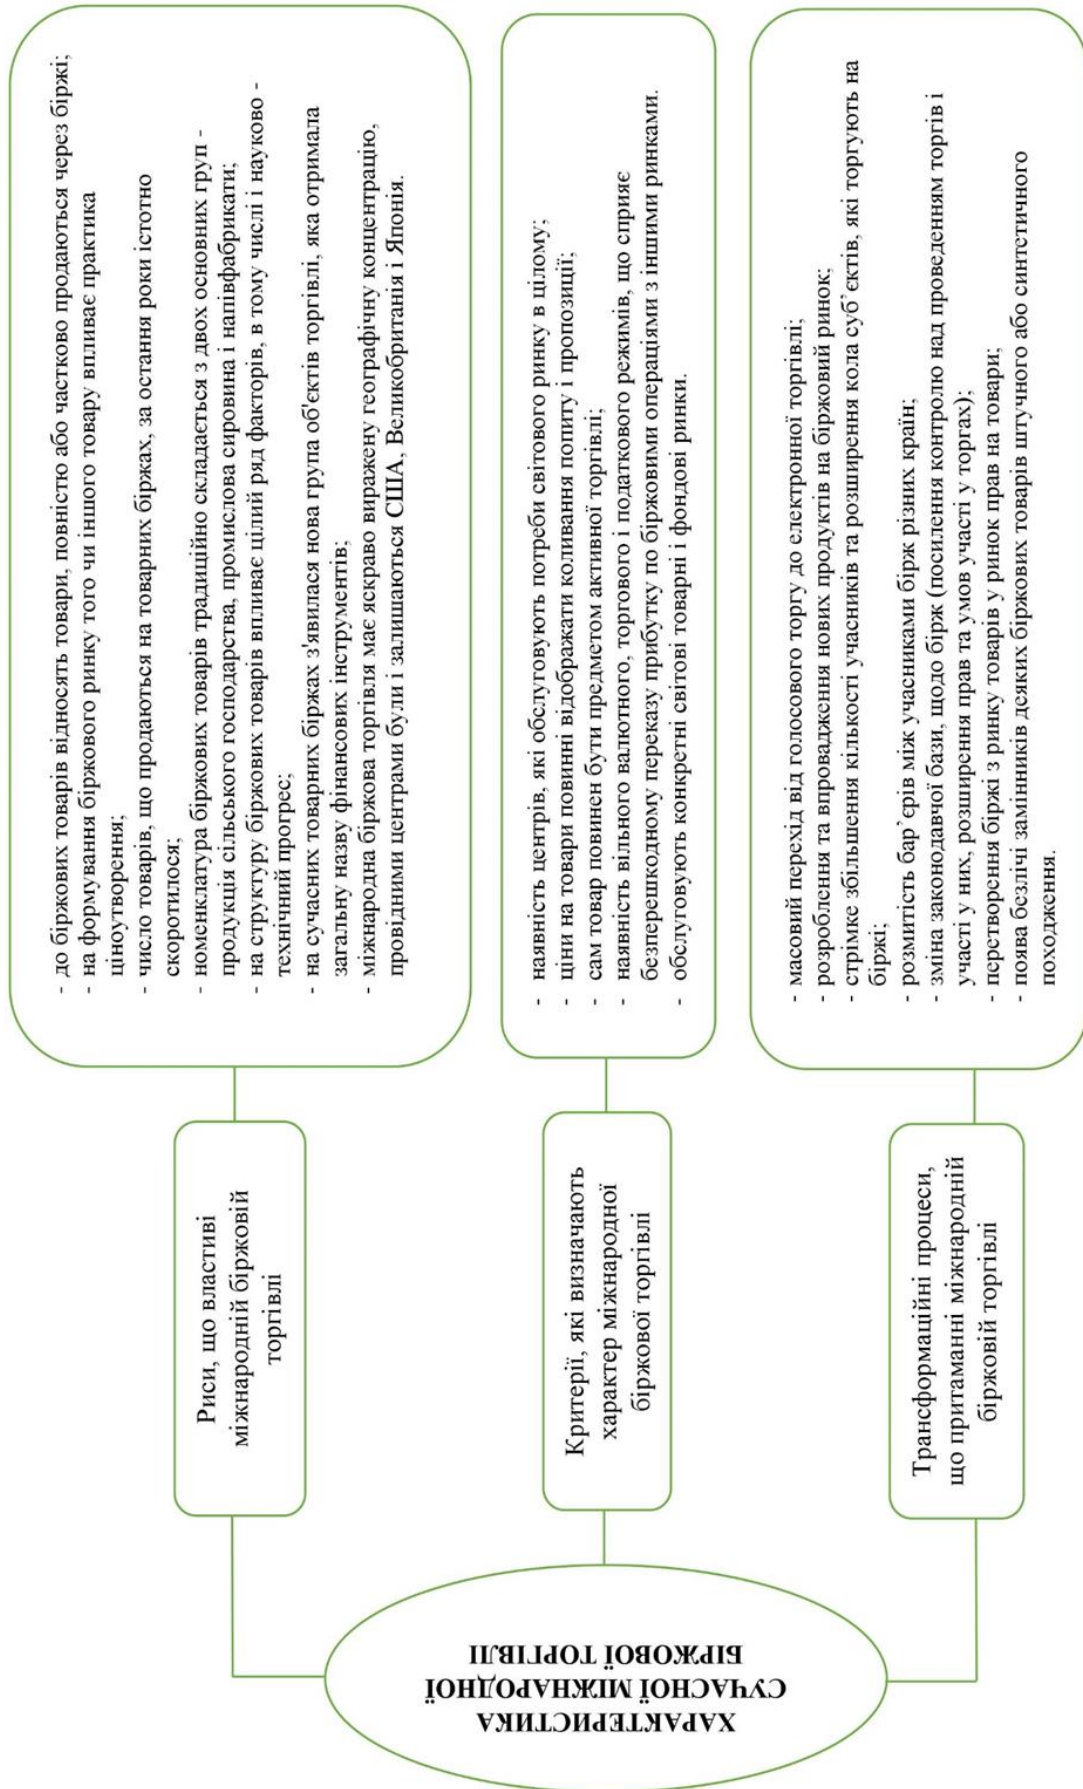 ХАРАКТЕРИСТИКА
СУЧАСНОЇ МІЖНАРОДНОЇ
БІРЖОВОЇ ТОРГІВЛІ
Риси, що властиві
міжнародній біржовій
торгівлі
- до біржових товарів відносять товари, повністю або частково продаються через біржі;
- на формування біржового ринку того чи іншого товару впливає практика
ціноутворення;
- число товарів, що продаються на товарних біржах, за останя роки істотно
скоротилося;
- номенклатура біржових товарів традиційно складається з двох основних груп -
продукція сільського господарства, промислова сировина і напівфабрикати;
- на структуру біржових товарів впливає цілий ряд факторів, в тому числі і науково -
технічний прогрес;
- на сучасних товарних біржах з'явилася нова група об'єктів торгівлі, яка отримала
загальну назву фінансових інструментів;
- міжнародна біржова торгівля має яскраво виражену географічну концентрацію,
провідними центрами були і залишаються США, Великобританія і Японія.
Критерії, які визначають
характер міжнародної
біржової торгівлі
- наявність центрів, які обслуговують потреби світового ринку в цілому;
- ціни на товари повинні відображати коливання попиту і пропозиції;
- сам товар повинен бути предметом активної торгівлі;
- наявність вільного валютного, торгового і податкового режимів, що сприяє
безперешкодному переказу прибутку по біржовими операціями з іншими ринками.
- обслуговують конкретні світові товарні і фондові ринки.
Трансформаційні процеси,
що притаманні міжнародній
біржовій торгівлі
- масовий перехід від голосового торгу до електронної торгівлі;
- розроблення та впровадження нових продуктів на біржовий ринок;
- стрімке збільшення кількості учасників та розширення кола суб’єктів, які торгують на
біржі;
- розмитість бар’єрів між учасниками бірж різних країн;
- зміна законодавчої бази, щодо бірж (посилення контролю над проведенням торгів і
участі у них, розширення прав та умов участі у торгах);
- перетворення біржі з ринку товарів у ринок прав на товари;
- поява безлічі замінників деяких біржових товарів штучного або синтетичного
походження.